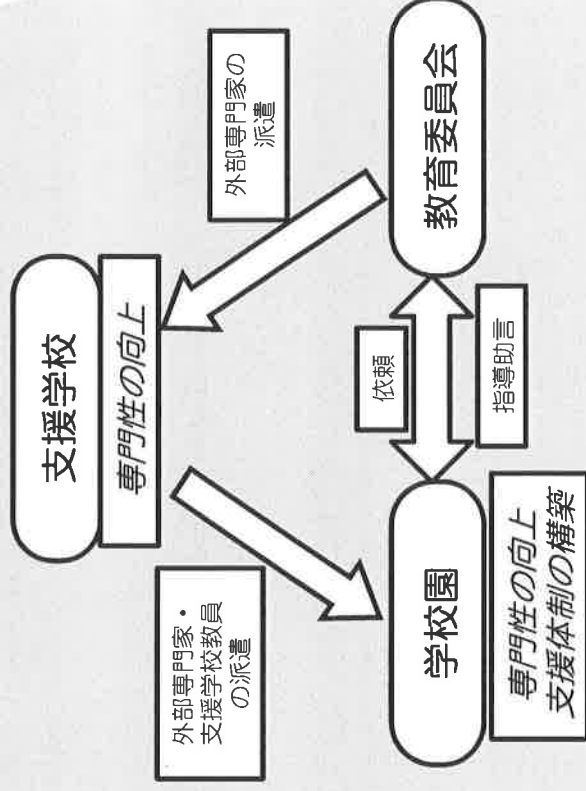 支援学校
専門性の向上
外部専門家の
派遣
外部専門家・
支援学校教員
の派遣
依頼
学校園
教育委員会
指導助言
専門性の向上
支援体制の構築